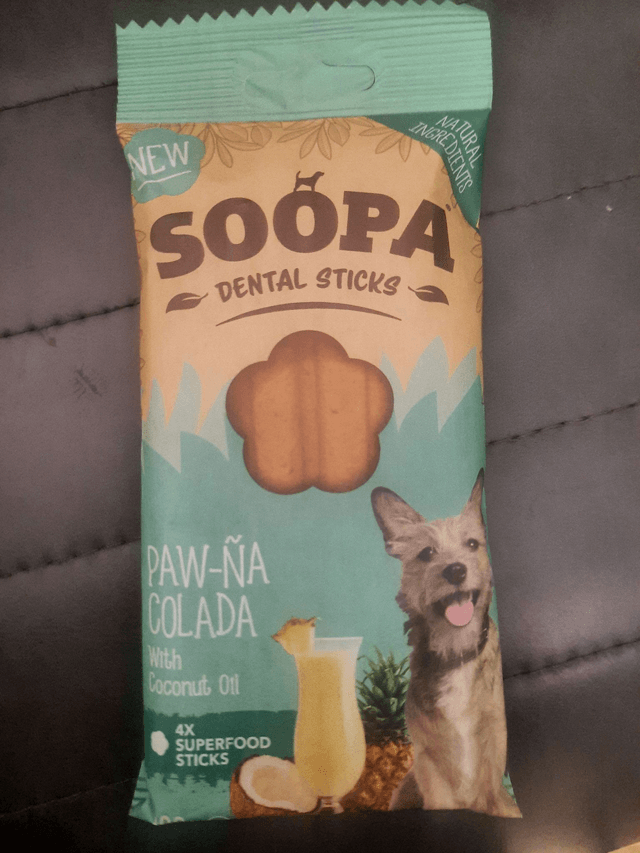 NEW
NATURAL
INGREDIENTS
SOOPA
DENTAL STICKS
PAW-ÑA
COLADA
With
Coconut Oil
4X
SUPERFOOD
STICKS